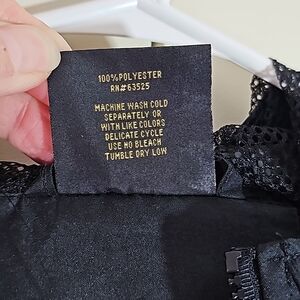 100%POLYESTER
RN#63525
MACHINE WASH COLD
SEPARATELY OR
WITH LIKE COLORS
DELICATE CYCLE
USE NO BLEACH
TUMBLE DRY LOW